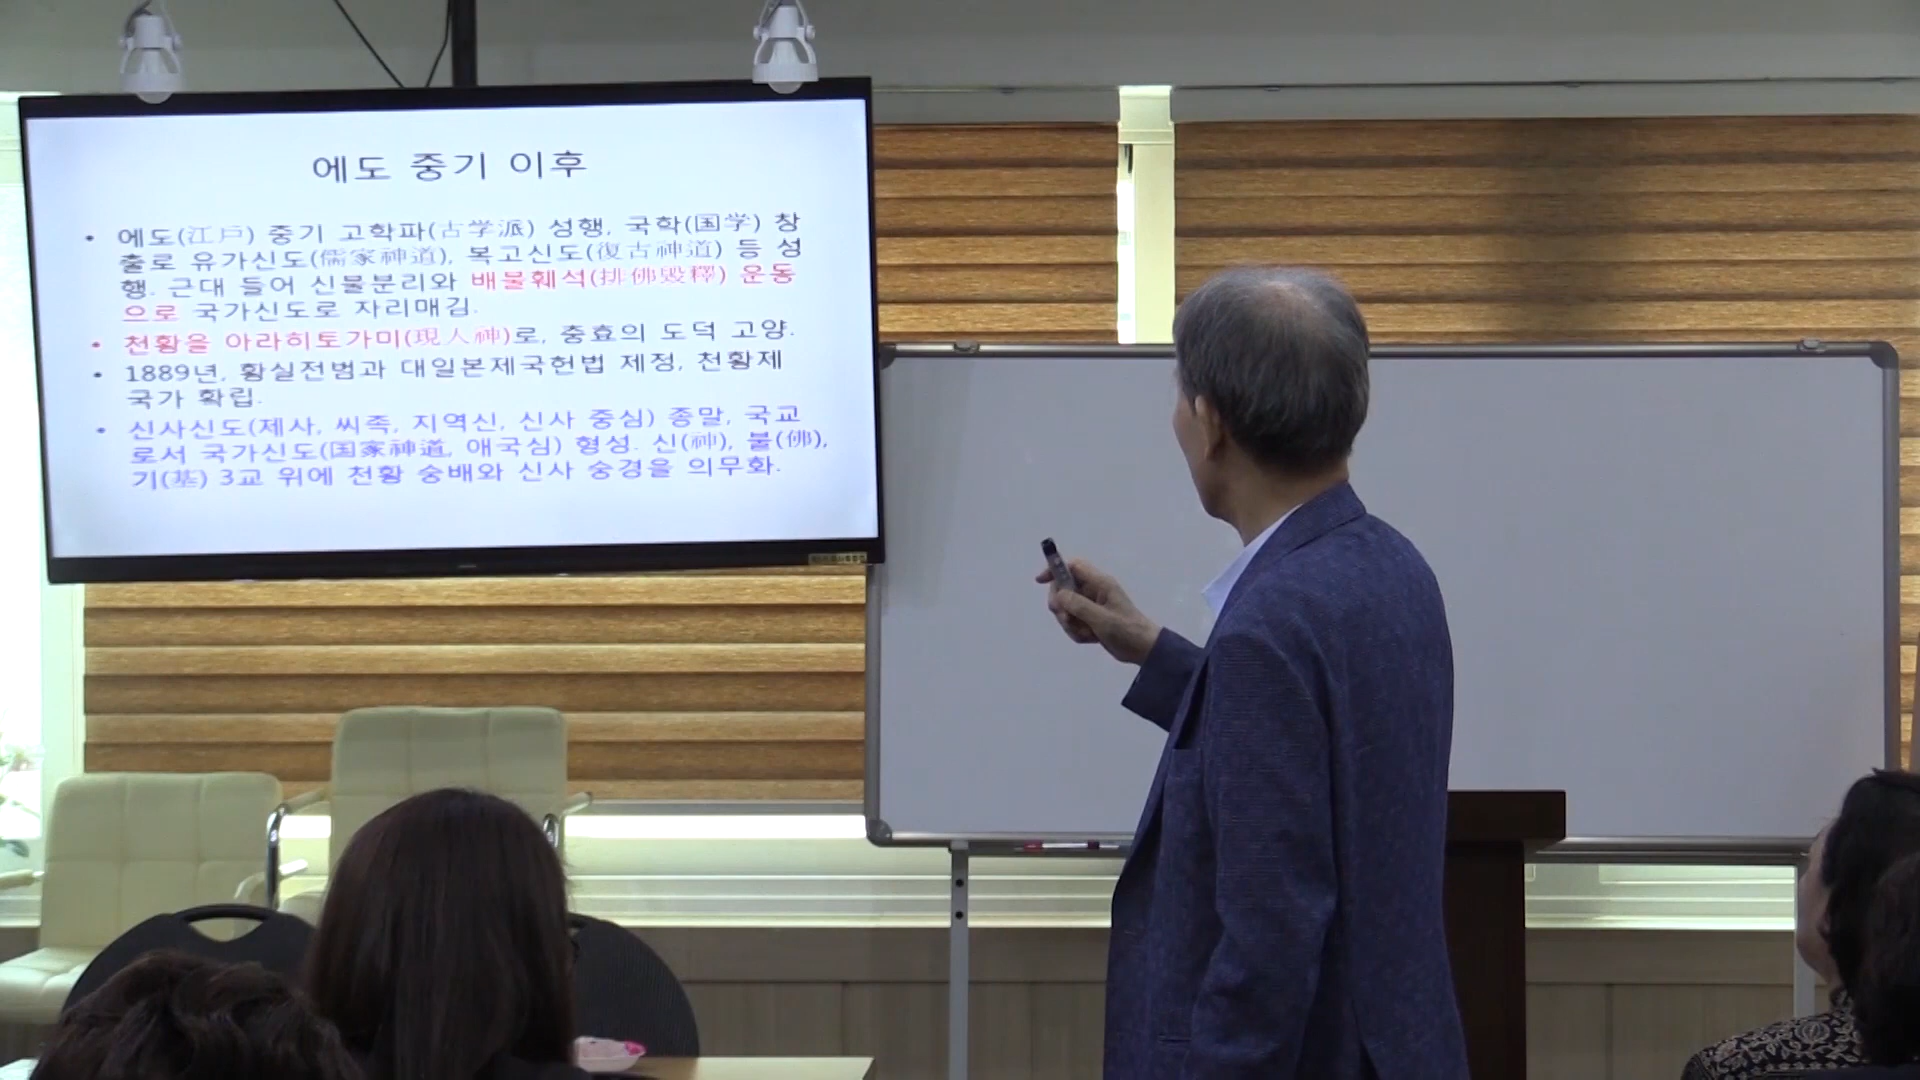 에도 중기 이후
• 에도(江戶) 중기 고학파(古学派) 성행, 국학(国学) 창
출로 유가신도(儒家神道), 복고신도(復古神道) 등 성
행. 근대 들어 신불분리와 배불훼석(排佛毀釋) 운동
으로 국가신도로 자리매김.
• 천황을 아라히토가미(現人神)로, 충효의 도덕 고양.
• 1889년, 황실전범과 대일본제국헌법 제정, 천황제
국가 확립.
• 신사신도(제사, 씨족, 지역신, 신사 중심) 종말, 국교
로서 국가신도(国家神道, 애국심) 형성. 신(神), 불(佛),
기(基) 3교 위에 천황 숭배와 신사 숭경을 의무화.